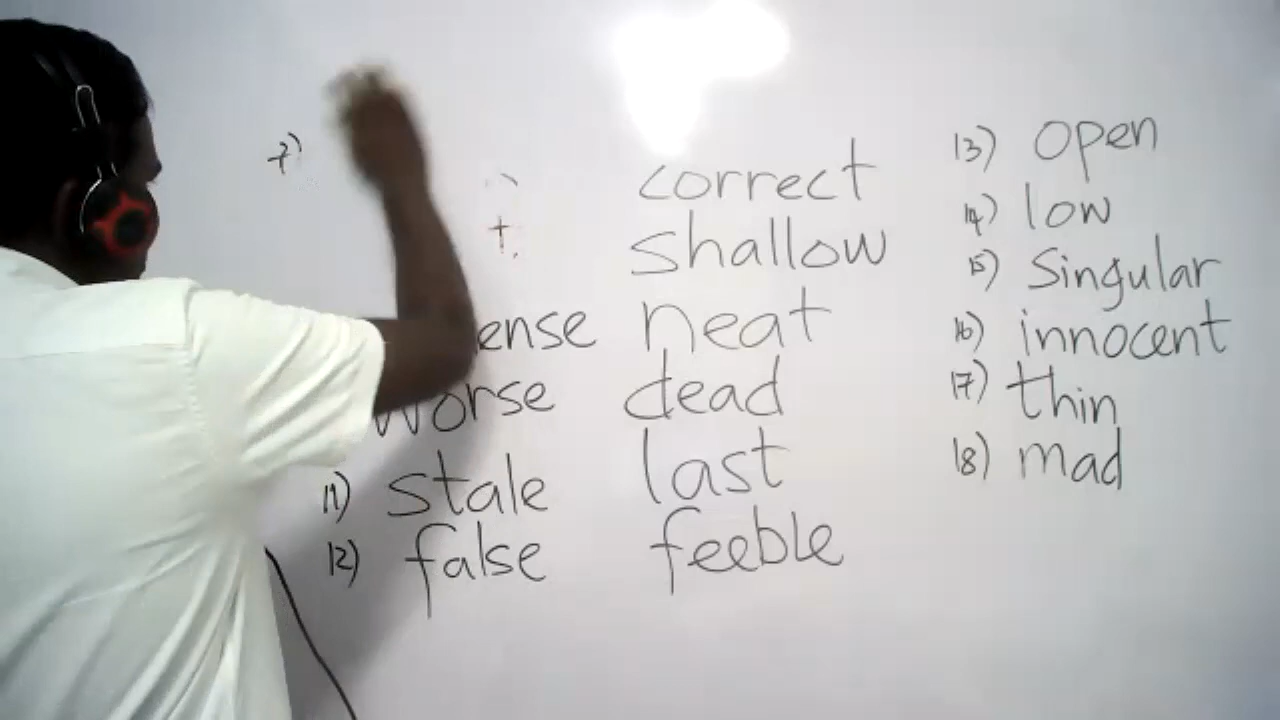 7)
correct
shallow
neat
worse dead
11) stale last
12) false feeble
13) open
14) low
15) singular
16) innocent
17) thin
18) mad